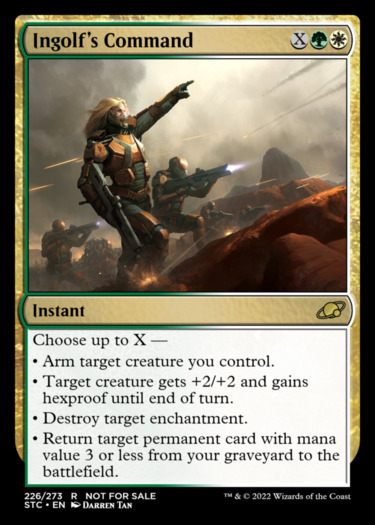 Ingolf's Command X
Instant
Choose up to X —
• Arm target creature you control.
• Target creature gets +2/+2 and gains
hexproof until end of turn.
• Destroy target enchantment.
• Return target permanent card with mana
value 3 or less from your graveyard to the
battlefield.
226/273 R NOT FOR SALE
STC • EN DARREN TAN
™ & © 2022 Wizards of the Coast